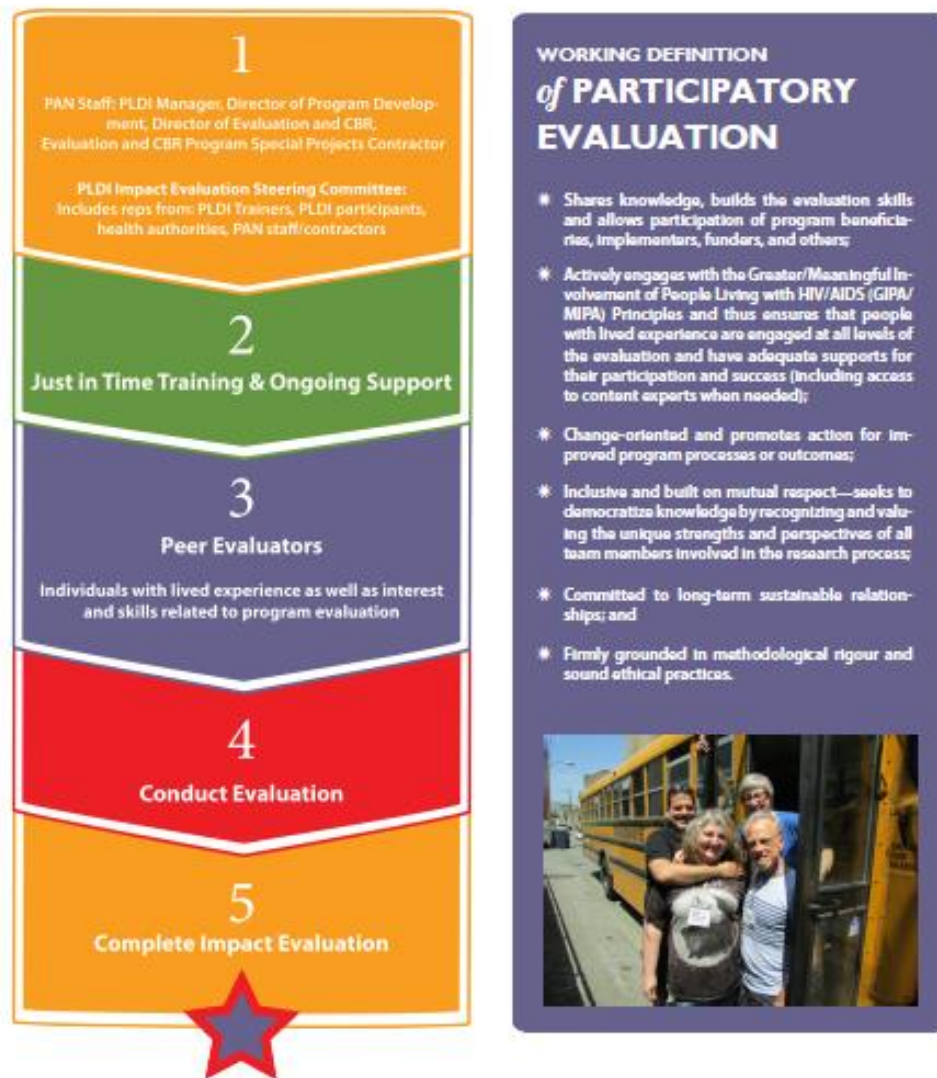 1
PAN Staff: PLDI Manager, Director of Program Develop-
ment, Director of Evaluation and CBR,
Evaluation and CBR Program Special Projects Contractor
PLDI Impact Evaluation Steering Committee:
Includes reps from: PLDI Trainers, PLDI participants,
health authorities, PAN staff/contractors
2
Just in Time Training & Ongoing Support
3
Peer Evaluators
Individuals with lived experience as well as interest
and skills related to program evaluation
4
Conduct Evaluation
5
Complete Impact Evaluation
WORKING DEFINITION
of PARTICIPATORY
EVALUATION
* Shares knowledge, builds the evaluation skills
and allows participation of program beneficia-
ries, implementers, funders, and others;
* Actively engages with the Greater/Meaningful In-
volvement of People Living with HIV/AIDS (GIPA/
MIPA) Principles and thus ensures that people
with lived experience are engaged at all levels of
the evaluation and have adequate supports for
their participation and success (including access
to content experts when needed);
* Change-oriented and promotes action for im-
proved program processes or outcomes;
* Inclusive and built on mutual respect—seeks to
democratize knowledge by recognizing and valu-
ing the unique strengths and perspectives of all
team members involved in the research process;
* Committed to long-term sustainable relation-
ships; and
* Firmly grounded in methodological rigour and
sound ethical practices.